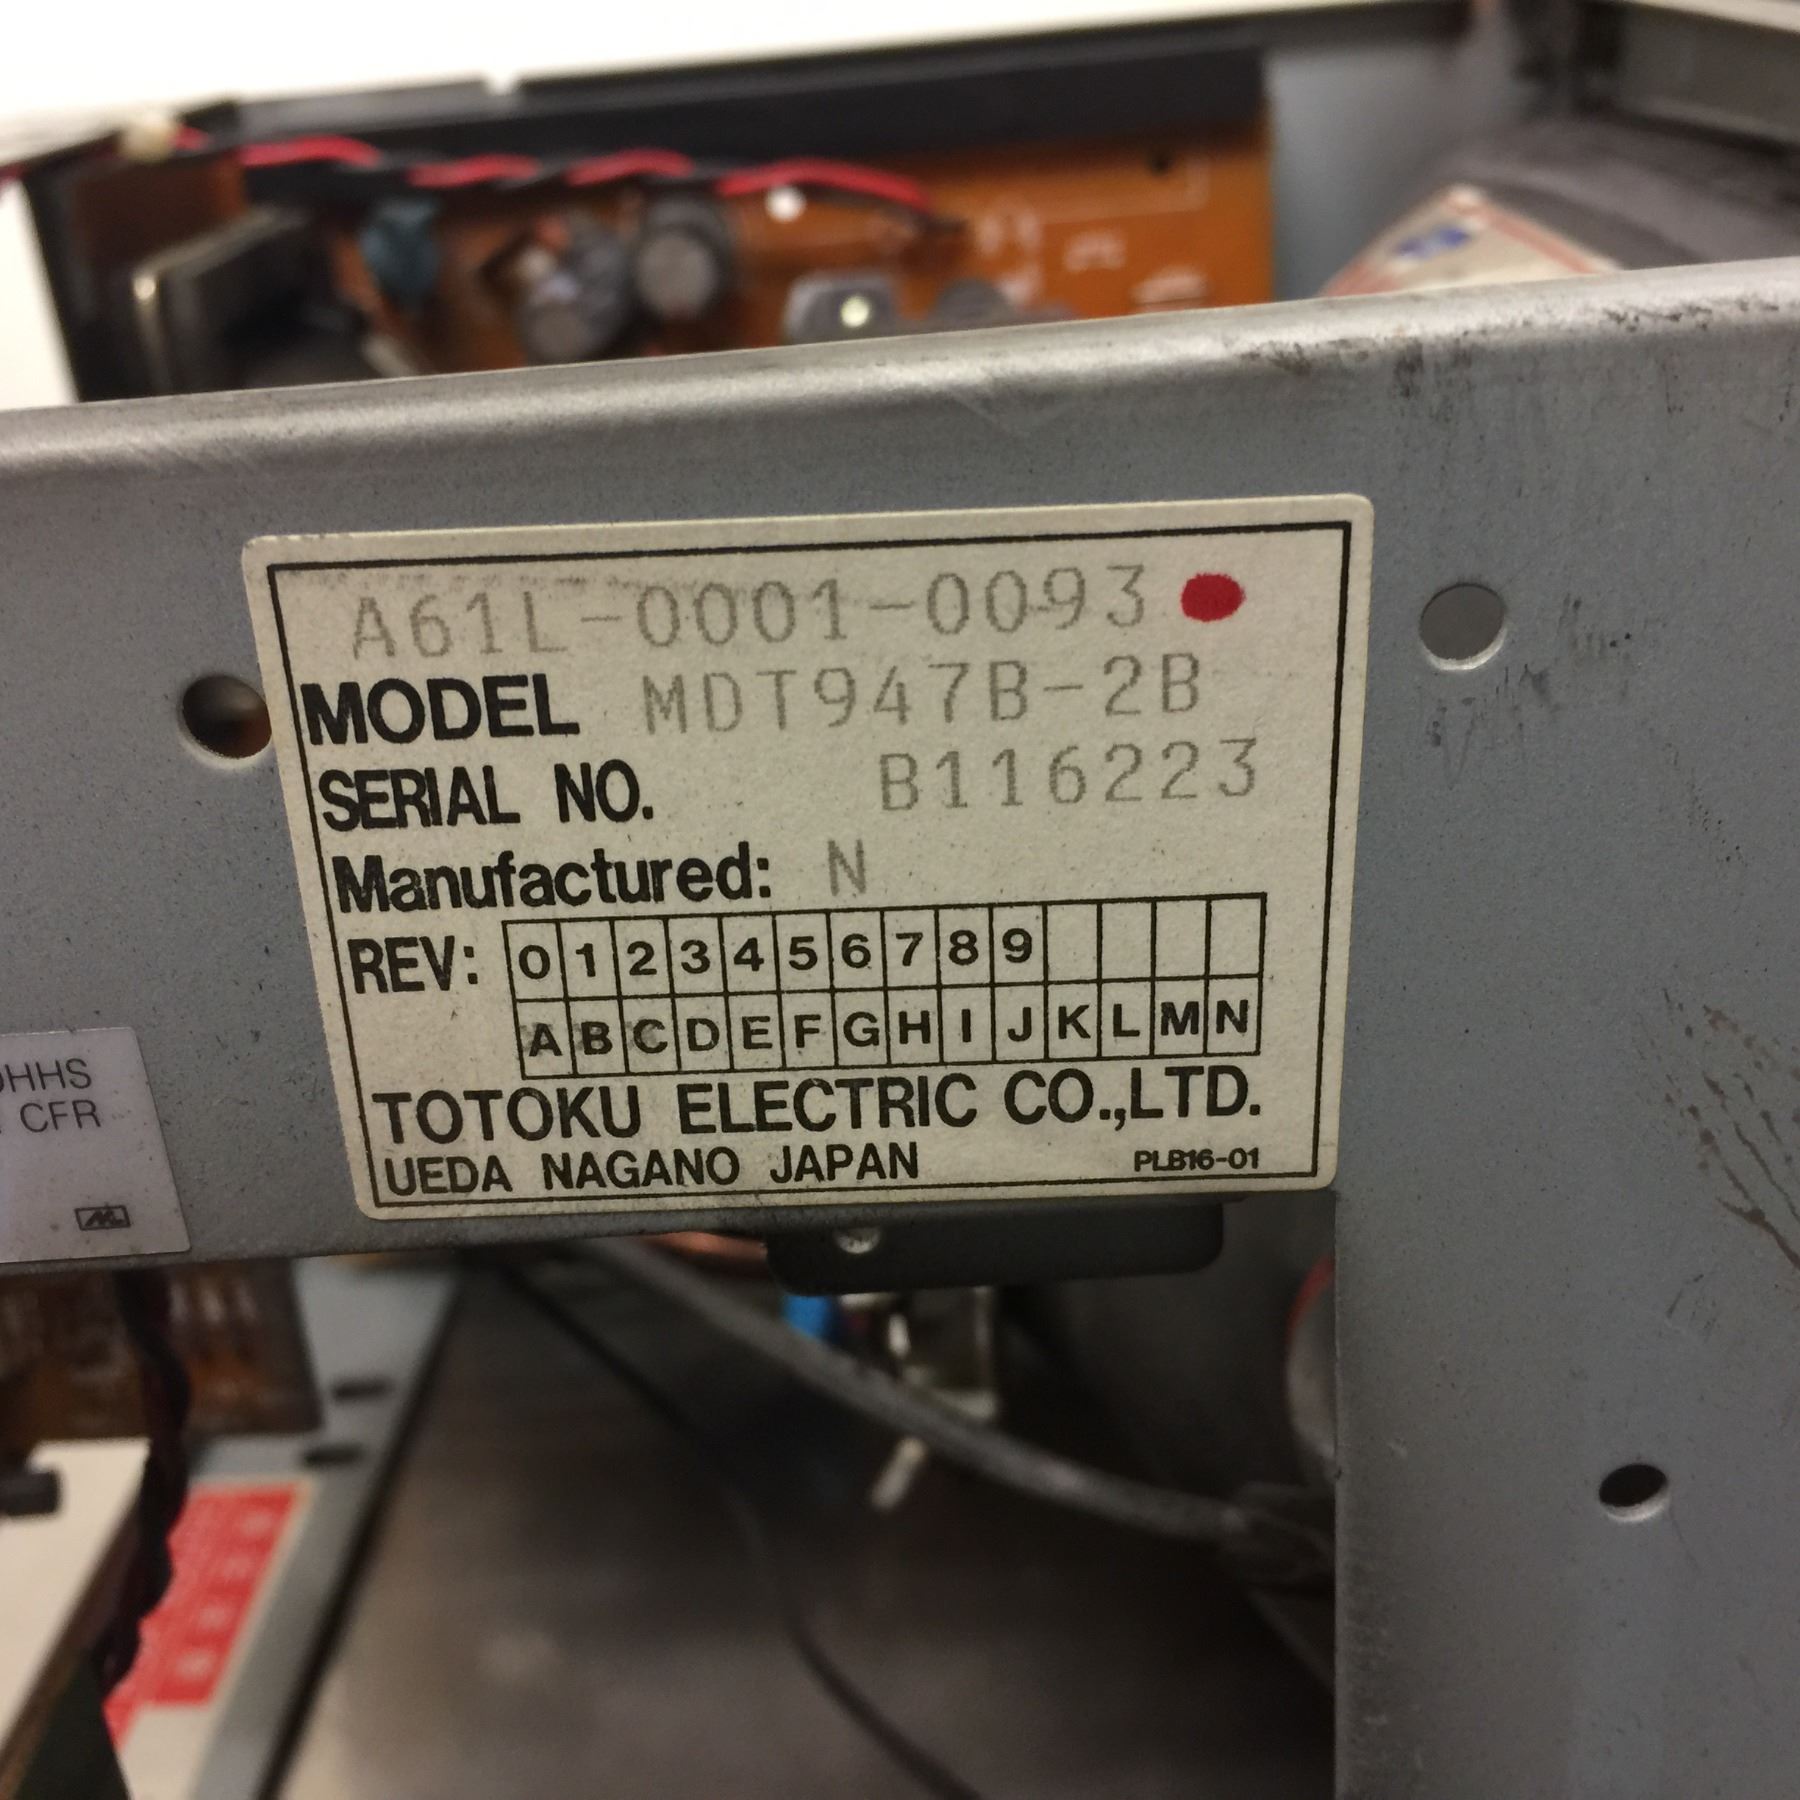 A61L-0001-0093
MODEL MDT947B-2B
SERIAL NO. B116223
Manufactured: N
REV: 0 1 2 3 4 5 6 7 8 9
A B C D E F G H I J K L M N
TOTOKU ELECTRIC CO.,LTD.
UEDA NAGANO JAPAN PLB16-01
DHHS
CFR